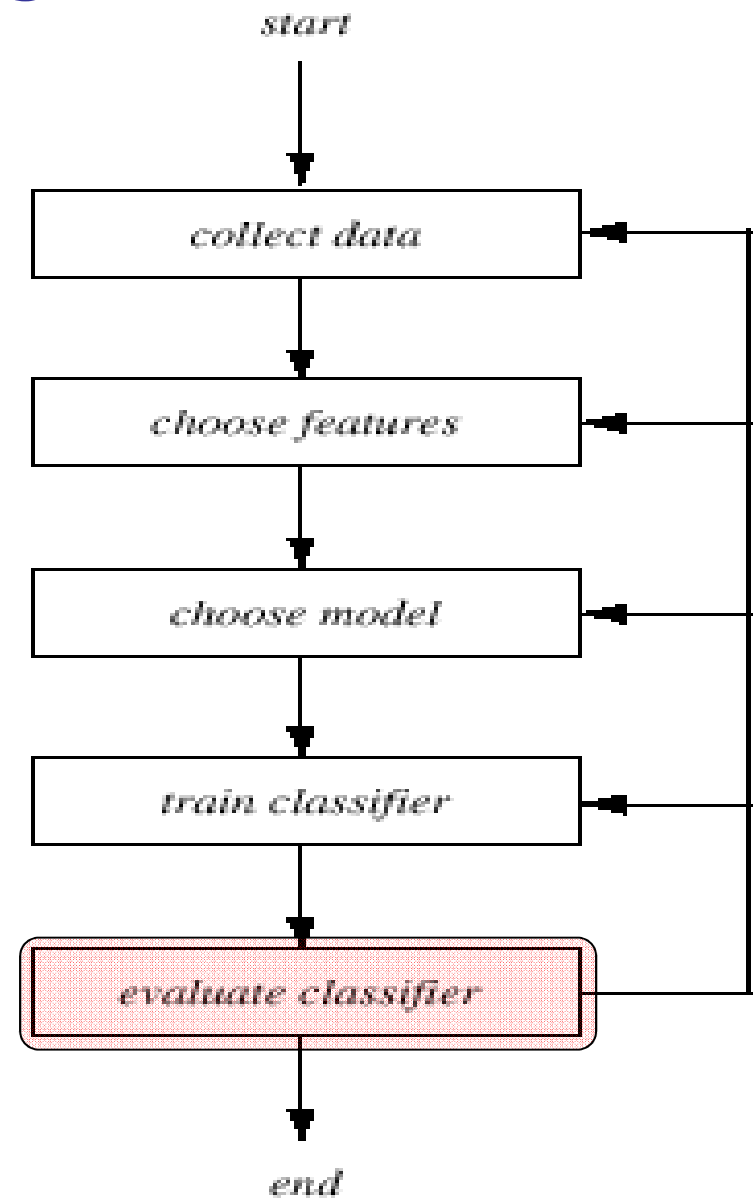 start
collect data
choose features
choose model
train classifier
evaluate classifier
end